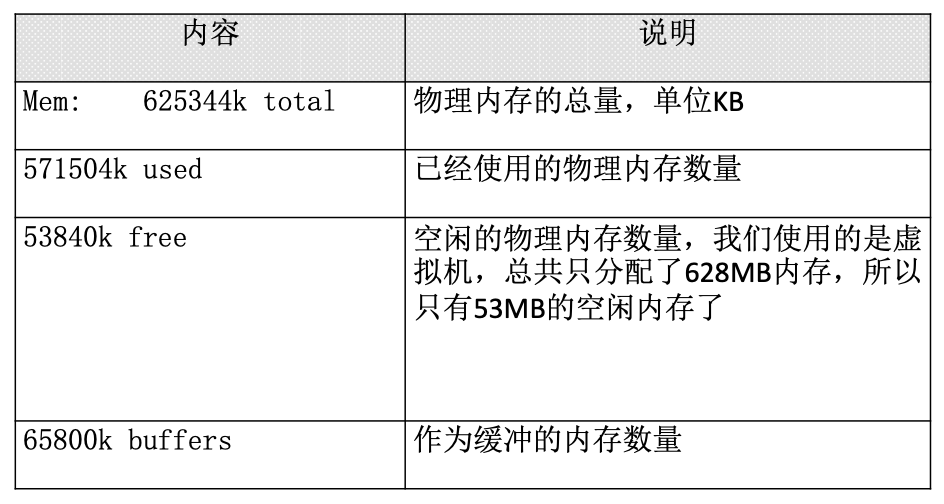 内容 说明
Mem: 625344k total 物理内存的总量，单位KB
571504k used 已经使用的物理内存数量
53840k free 空闲的物理内存数量，我们使用的是虚
拟机，总共只分配了628MB内存，所以
只有53MB的空闲内存了
65800k buffers 作为缓冲的内存数量